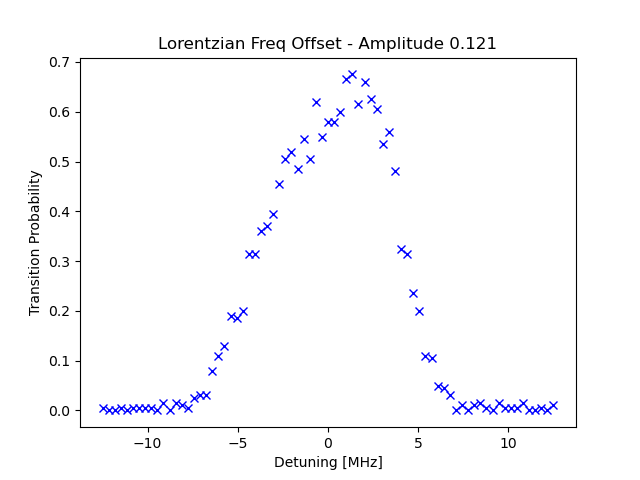 Lorentzian Freq Offset - Amplitude 0.121
Transition Probability
0.7
0.6
0.5
0.4
0.3
0.2
0.1
0.0
−10 −5 0 5 10
Detuning [MHz]